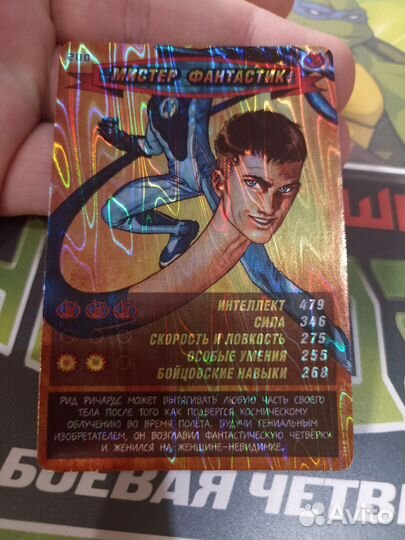 200
МИСТЕР ФАНТАСТИК
ИНТЕЛЛЕКТ 479
СИЛА 346
СКОРОСТЬ И ЛОВКОСТЬ 275
ОСОБЫЕ УМЕНИЯ 255
БОЙЦОВСКИЕ НАВЫКИ 268
РИД РИЧАРДС МОЖЕТ ВЫТЯГИВАТЬ ЛЮБУЮ ЧАСТЬ СВОЕГО
ТЕЛА ПОСЛЕ ТОГО КАК ПОДВЕРГСЯ КОСМИЧЕСКОМУ
ОБЛУЧЕНИЮ ВО ВРЕМЯ ПОЛЕТА. БУДУЧИ ГЕНИАЛЬНЫМ
ИЗОБРЕТАТЕЛЕМ, ОН ВОЗГЛАВИЛ ФАНТАСТИЧЕСКУЮ ЧЕТВЕРКУ
И ЖЕНИЛСЯ НА ЖЕНЩИНЕ-НЕВИДИМКЕ.
БОЕВАЯ ЧЕТВЕ
Avito